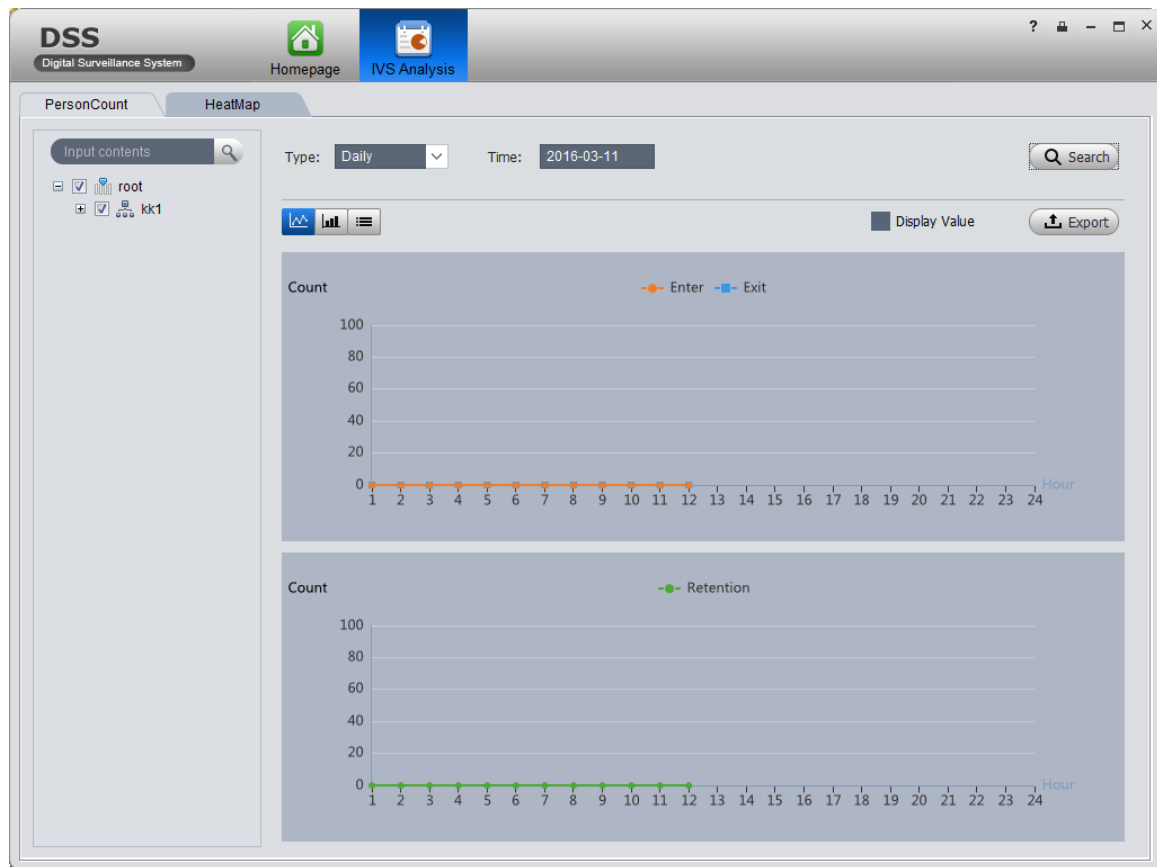 DSS
Digital Surveillance System
Homepage
IVS Analysis
?
PersonCount
HeatMap
Input contents
root
kk1
Type: Daily Time: 2016-03-11
Search
Display Value
Export
Count
Enter Exit
100
80
60
40
20
0
1 2 3 4 5 6 7 8 9 10 11 12 13 14 15 16 17 18 19 20 21 22 23 24
Hour
Count
Retention
100
80
60
40
20
0
1 2 3 4 5 6 7 8 9 10 11 12 13 14 15 16 17 18 19 20 21 22 23 24
Hour